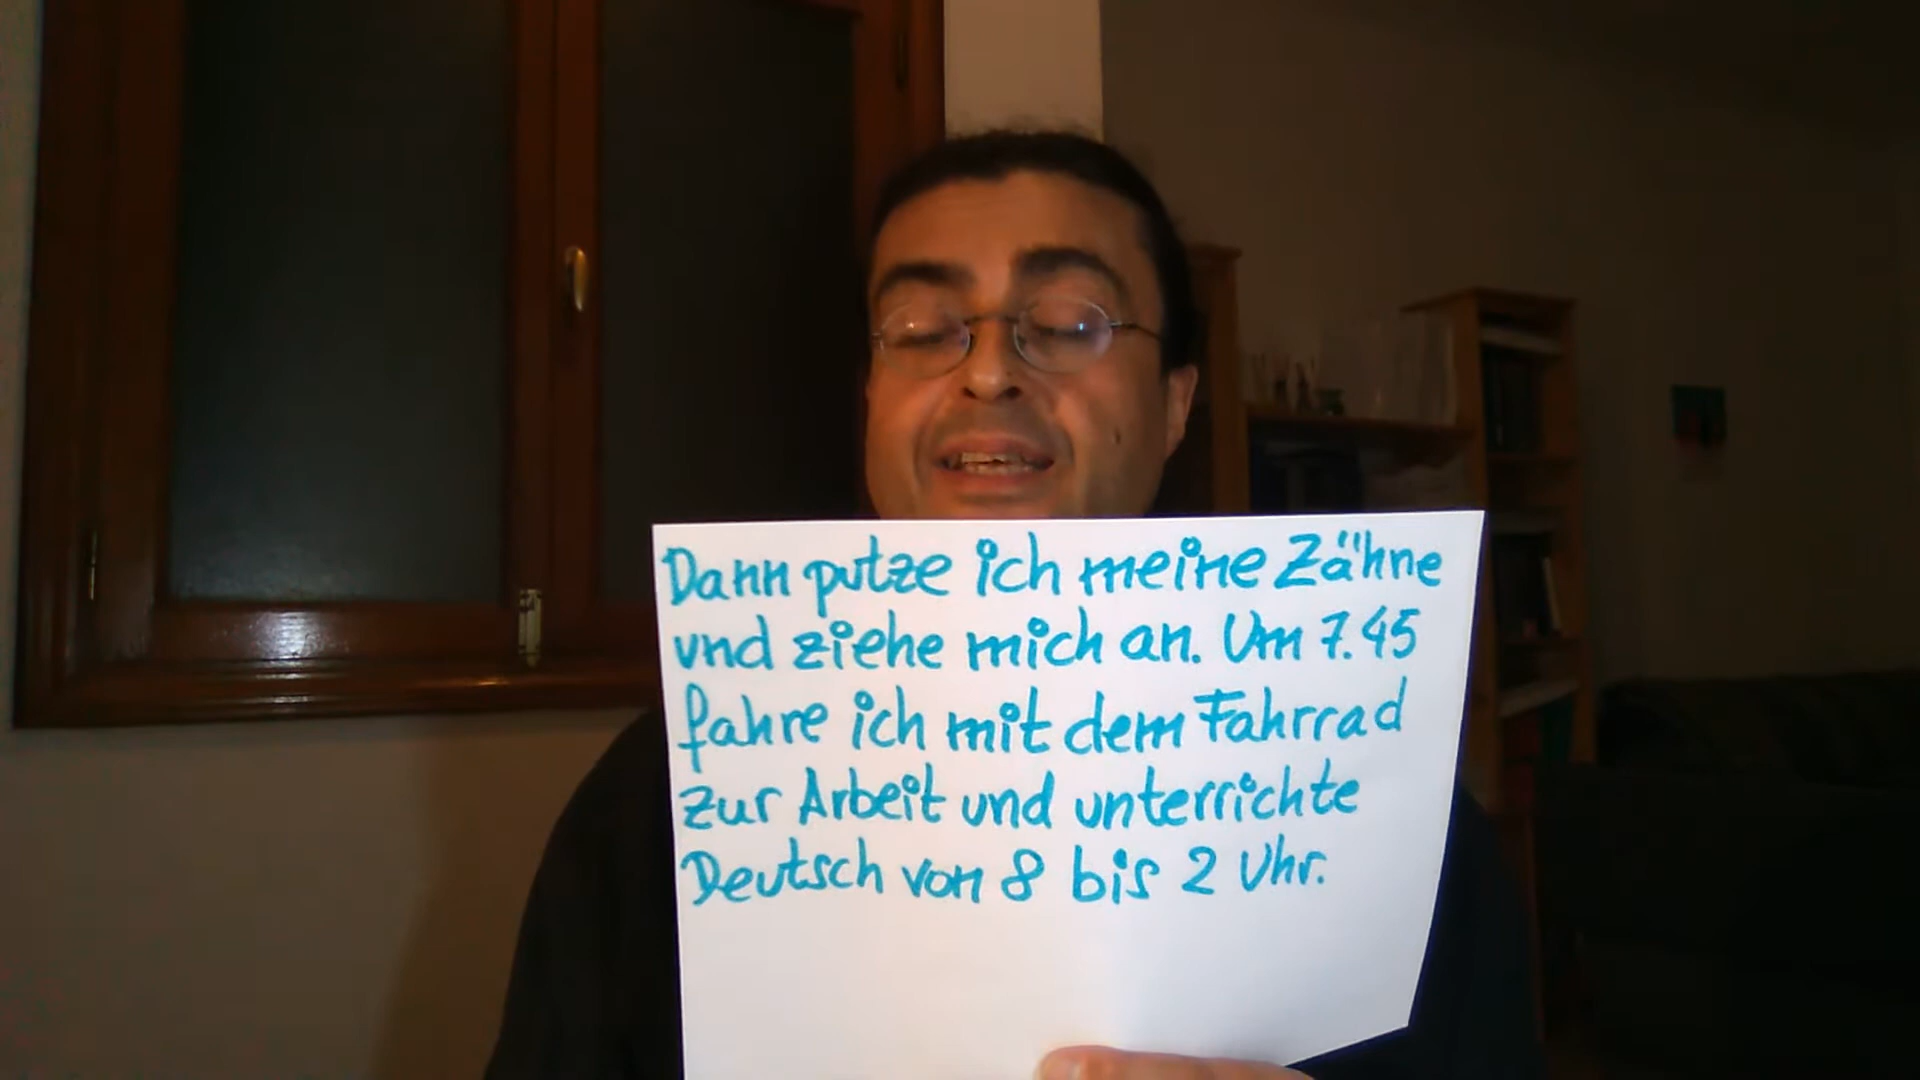 Dann putze ich meine Zähne
und ziehe mich an. Um 7.45
fahre ich mit dem Fahrrad
zur Arbeit und unterrichte
Deutsch von 8 bis 2 Uhr.